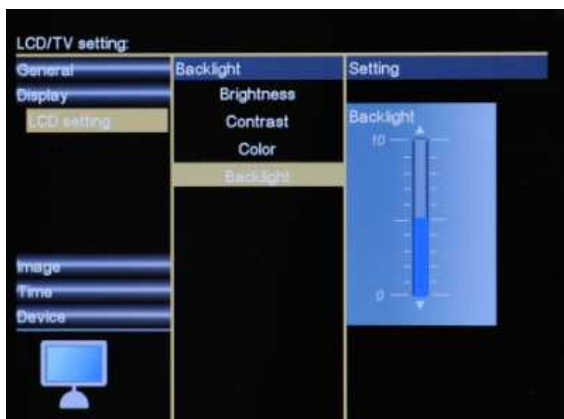 LCD/TV setting:
General
Display
LCD setting
Image
Time
Device
Backlight
Brightness
Contrast
Color
Backlight
Setting
Backlight
10
0